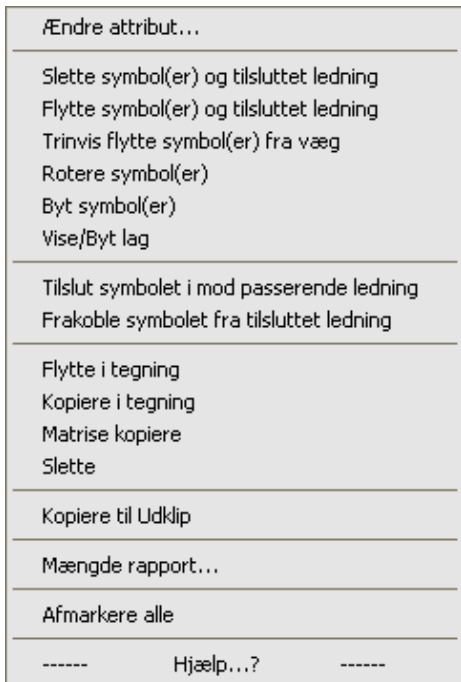 Ændre attribut...
Slette symbol(er) og tilsluttet ledning
Flytte symbol(er) og tilsluttet ledning
Trinvis flytte symbol(er) fra væg
Rotere symbol(er)
Byt symbol(er)
Vise/Byt lag
Tilslut symbolet i mod passerende ledning
Frakoble symbolet fra tilsluttet ledning
Flytte i tegning
Kopiere i tegning
Matrise kopiere
Slette
Kopiere til Udklip
Mængde rapport...
Afmarkere alle
------ Hjælp...? ------